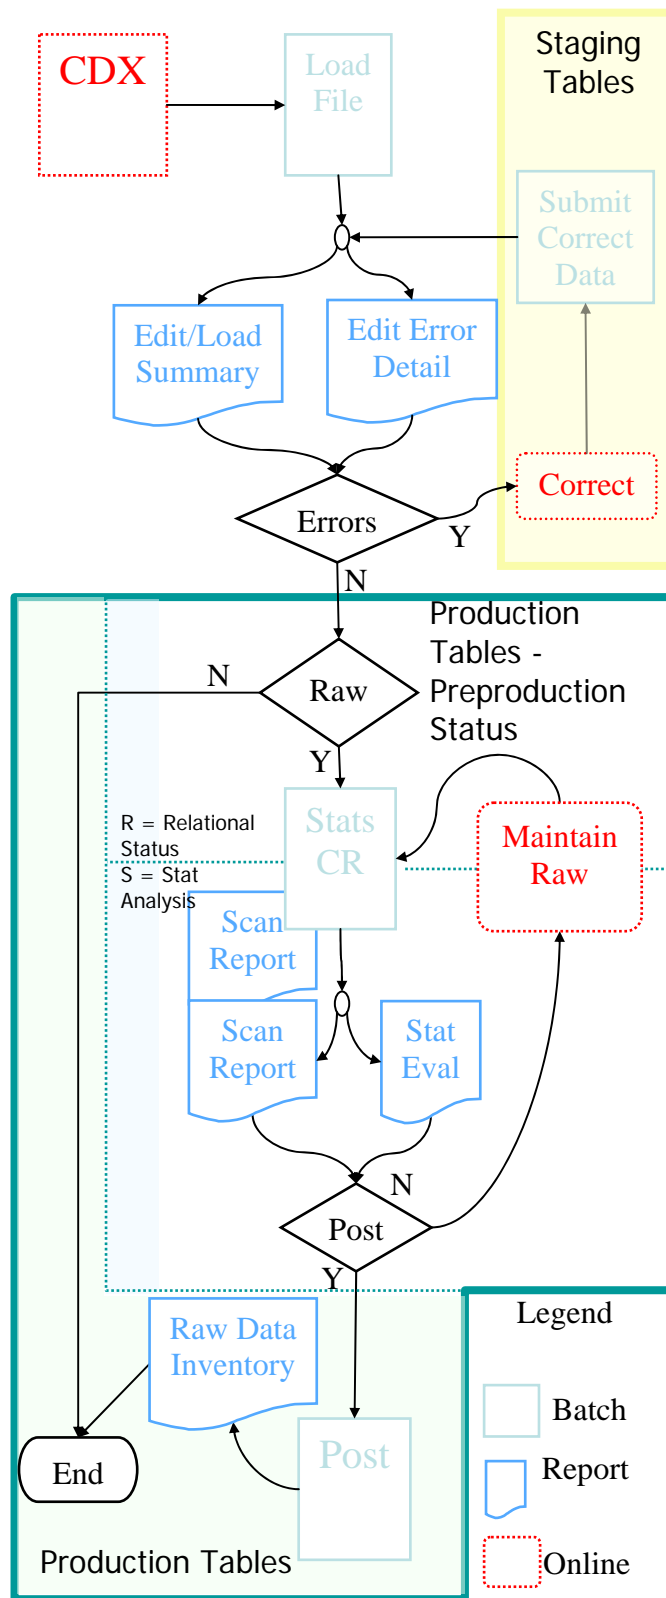 CDX
Load
File
Staging
Tables
Submit
Correct
Data
Edit/Load
Summary
Edit Error
Detail
Correct
Errors
Y
N
Production
Tables -
Preproduction
Status
N
Raw
Y
R = Relational
Status
S = Stat
Analysis
Stats
CR
Maintain
Raw
Scan
Report
Scan
Report
Stat
Eval
N
Post
Y
Raw Data
Inventory
Post
End
Production Tables
Legend
Batch
Report
Online